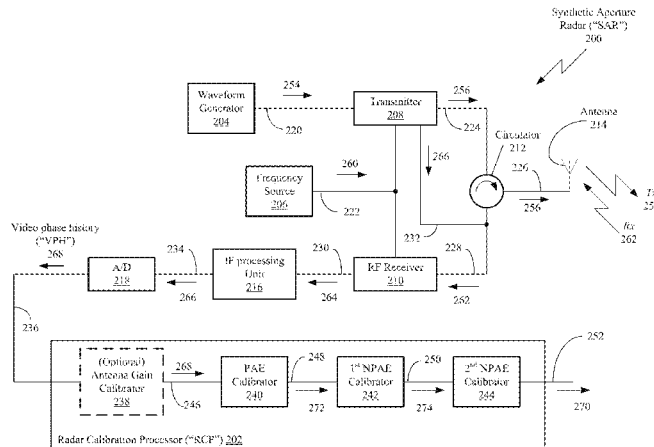 Synthetic Aperture
Radar ("SAR")
200
254
256
Waveform
Generator
204
220
Transmitter
208
224
Antenna
214
Circulator
212
260
266
226
Frequency
Source
206
222
256
262
232
Video phase history
("VPH")
268
234
IF processing
Unit
216
230
228
A/D
218
RF Receiver
210
266
264
262
236
252
(Optional)
Antenna Gain
Calibrator
238
268
246
PAE
Calibrator
240
248
272
1st NPAE
Calibrator
242
250
274
2nd NPAE
Calibrator
244
270
Radar Calibration Processor ("RCP") 202